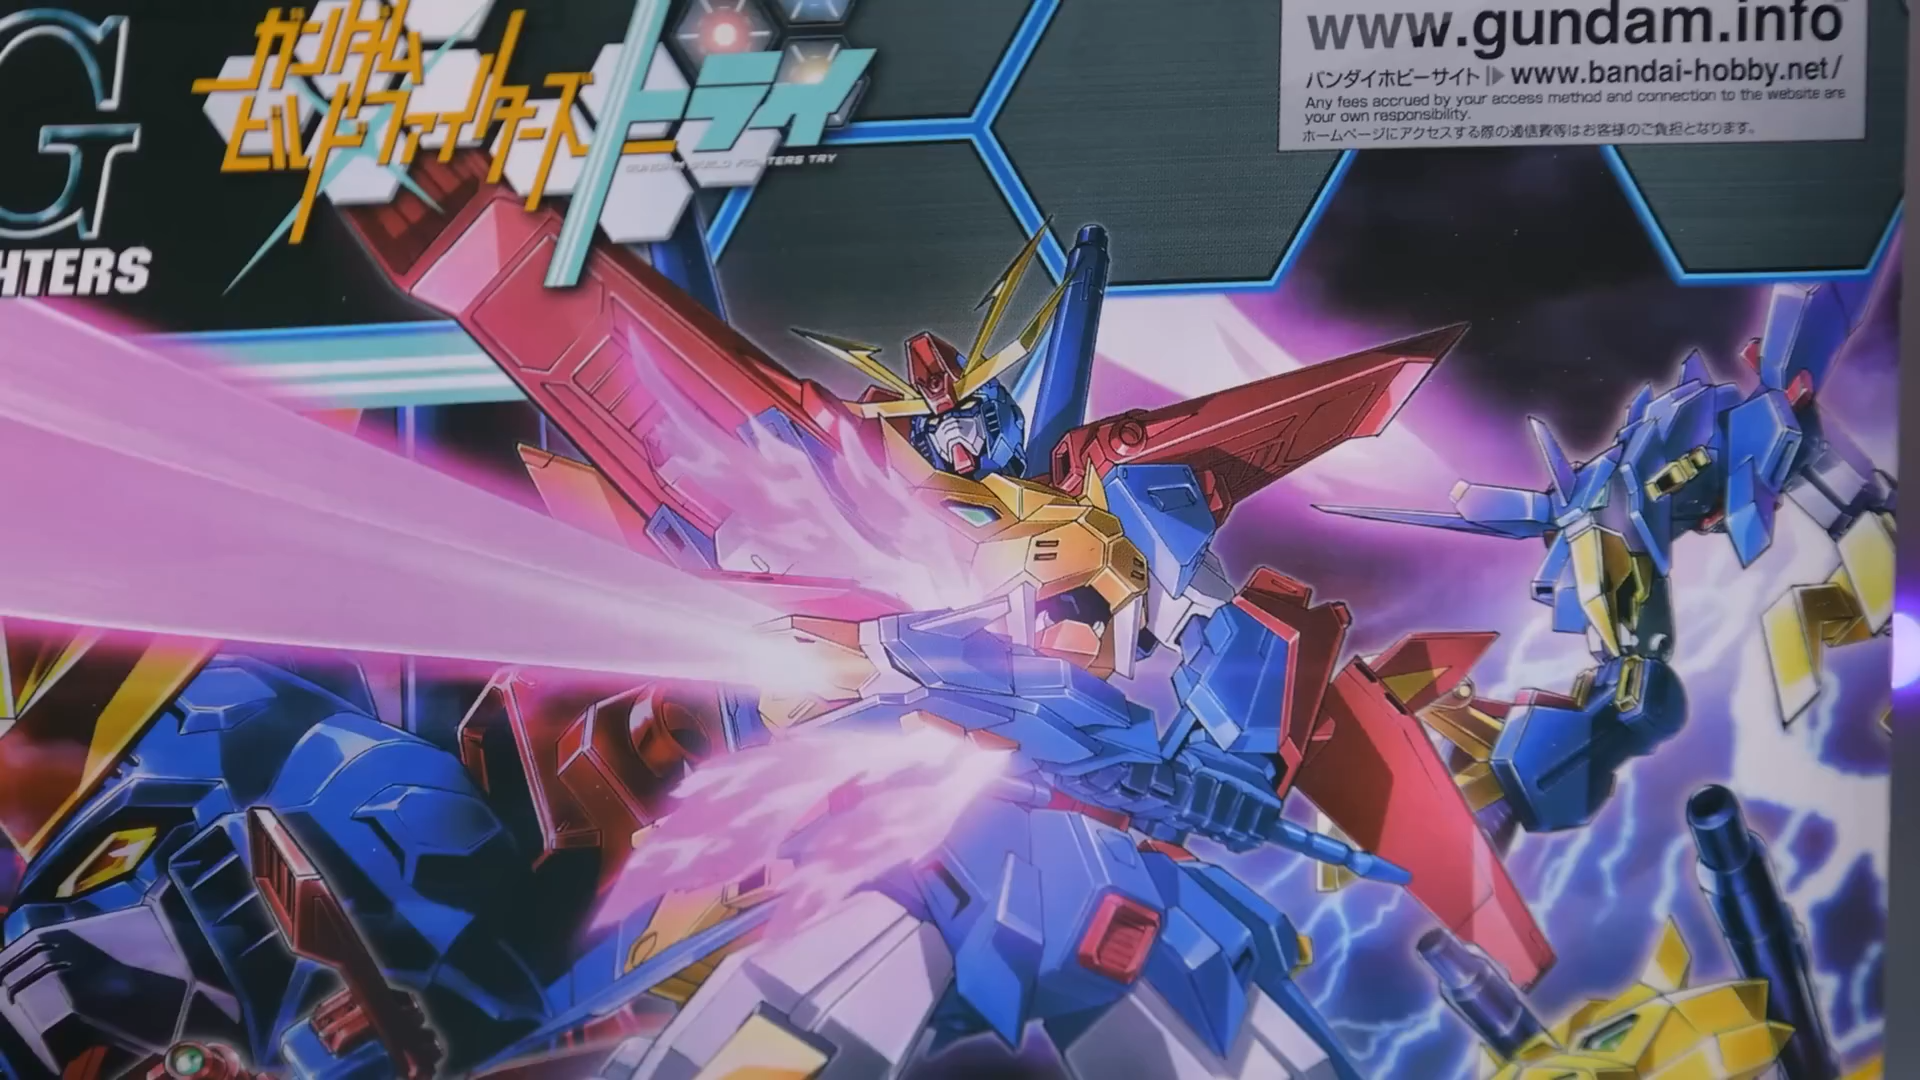 G
HTERS
ガンダム
ビルドファイターズ
トライ
GUNDAM BUILD FIGHTERS TRY
www.gundam.info
バンダイホビーサイト▶www.bandai-hobby.net/
Any fees accrued by your access method and connection to the website are
your own responsibility.
ホームページにアクセスする際の通信費等はお客様のご負担となります。